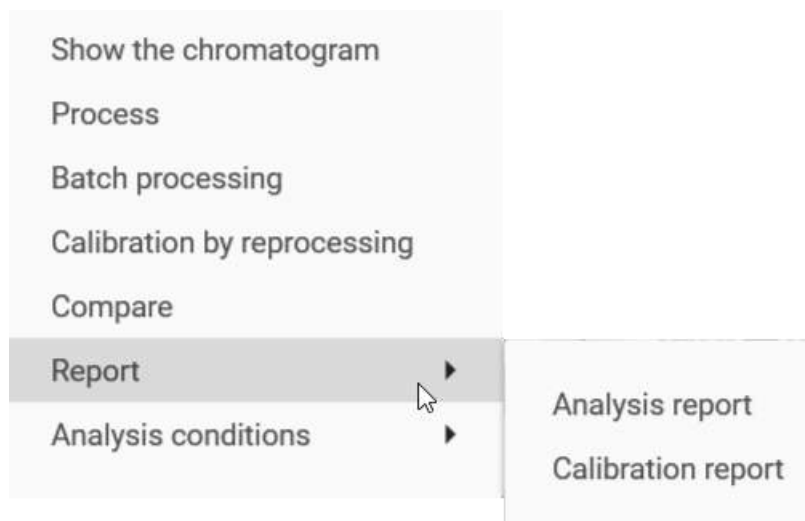 Show the chromatogram
Process
Batch processing
Calibration by reprocessing
Compare
Report
Analysis conditions
Analysis report
Calibration report